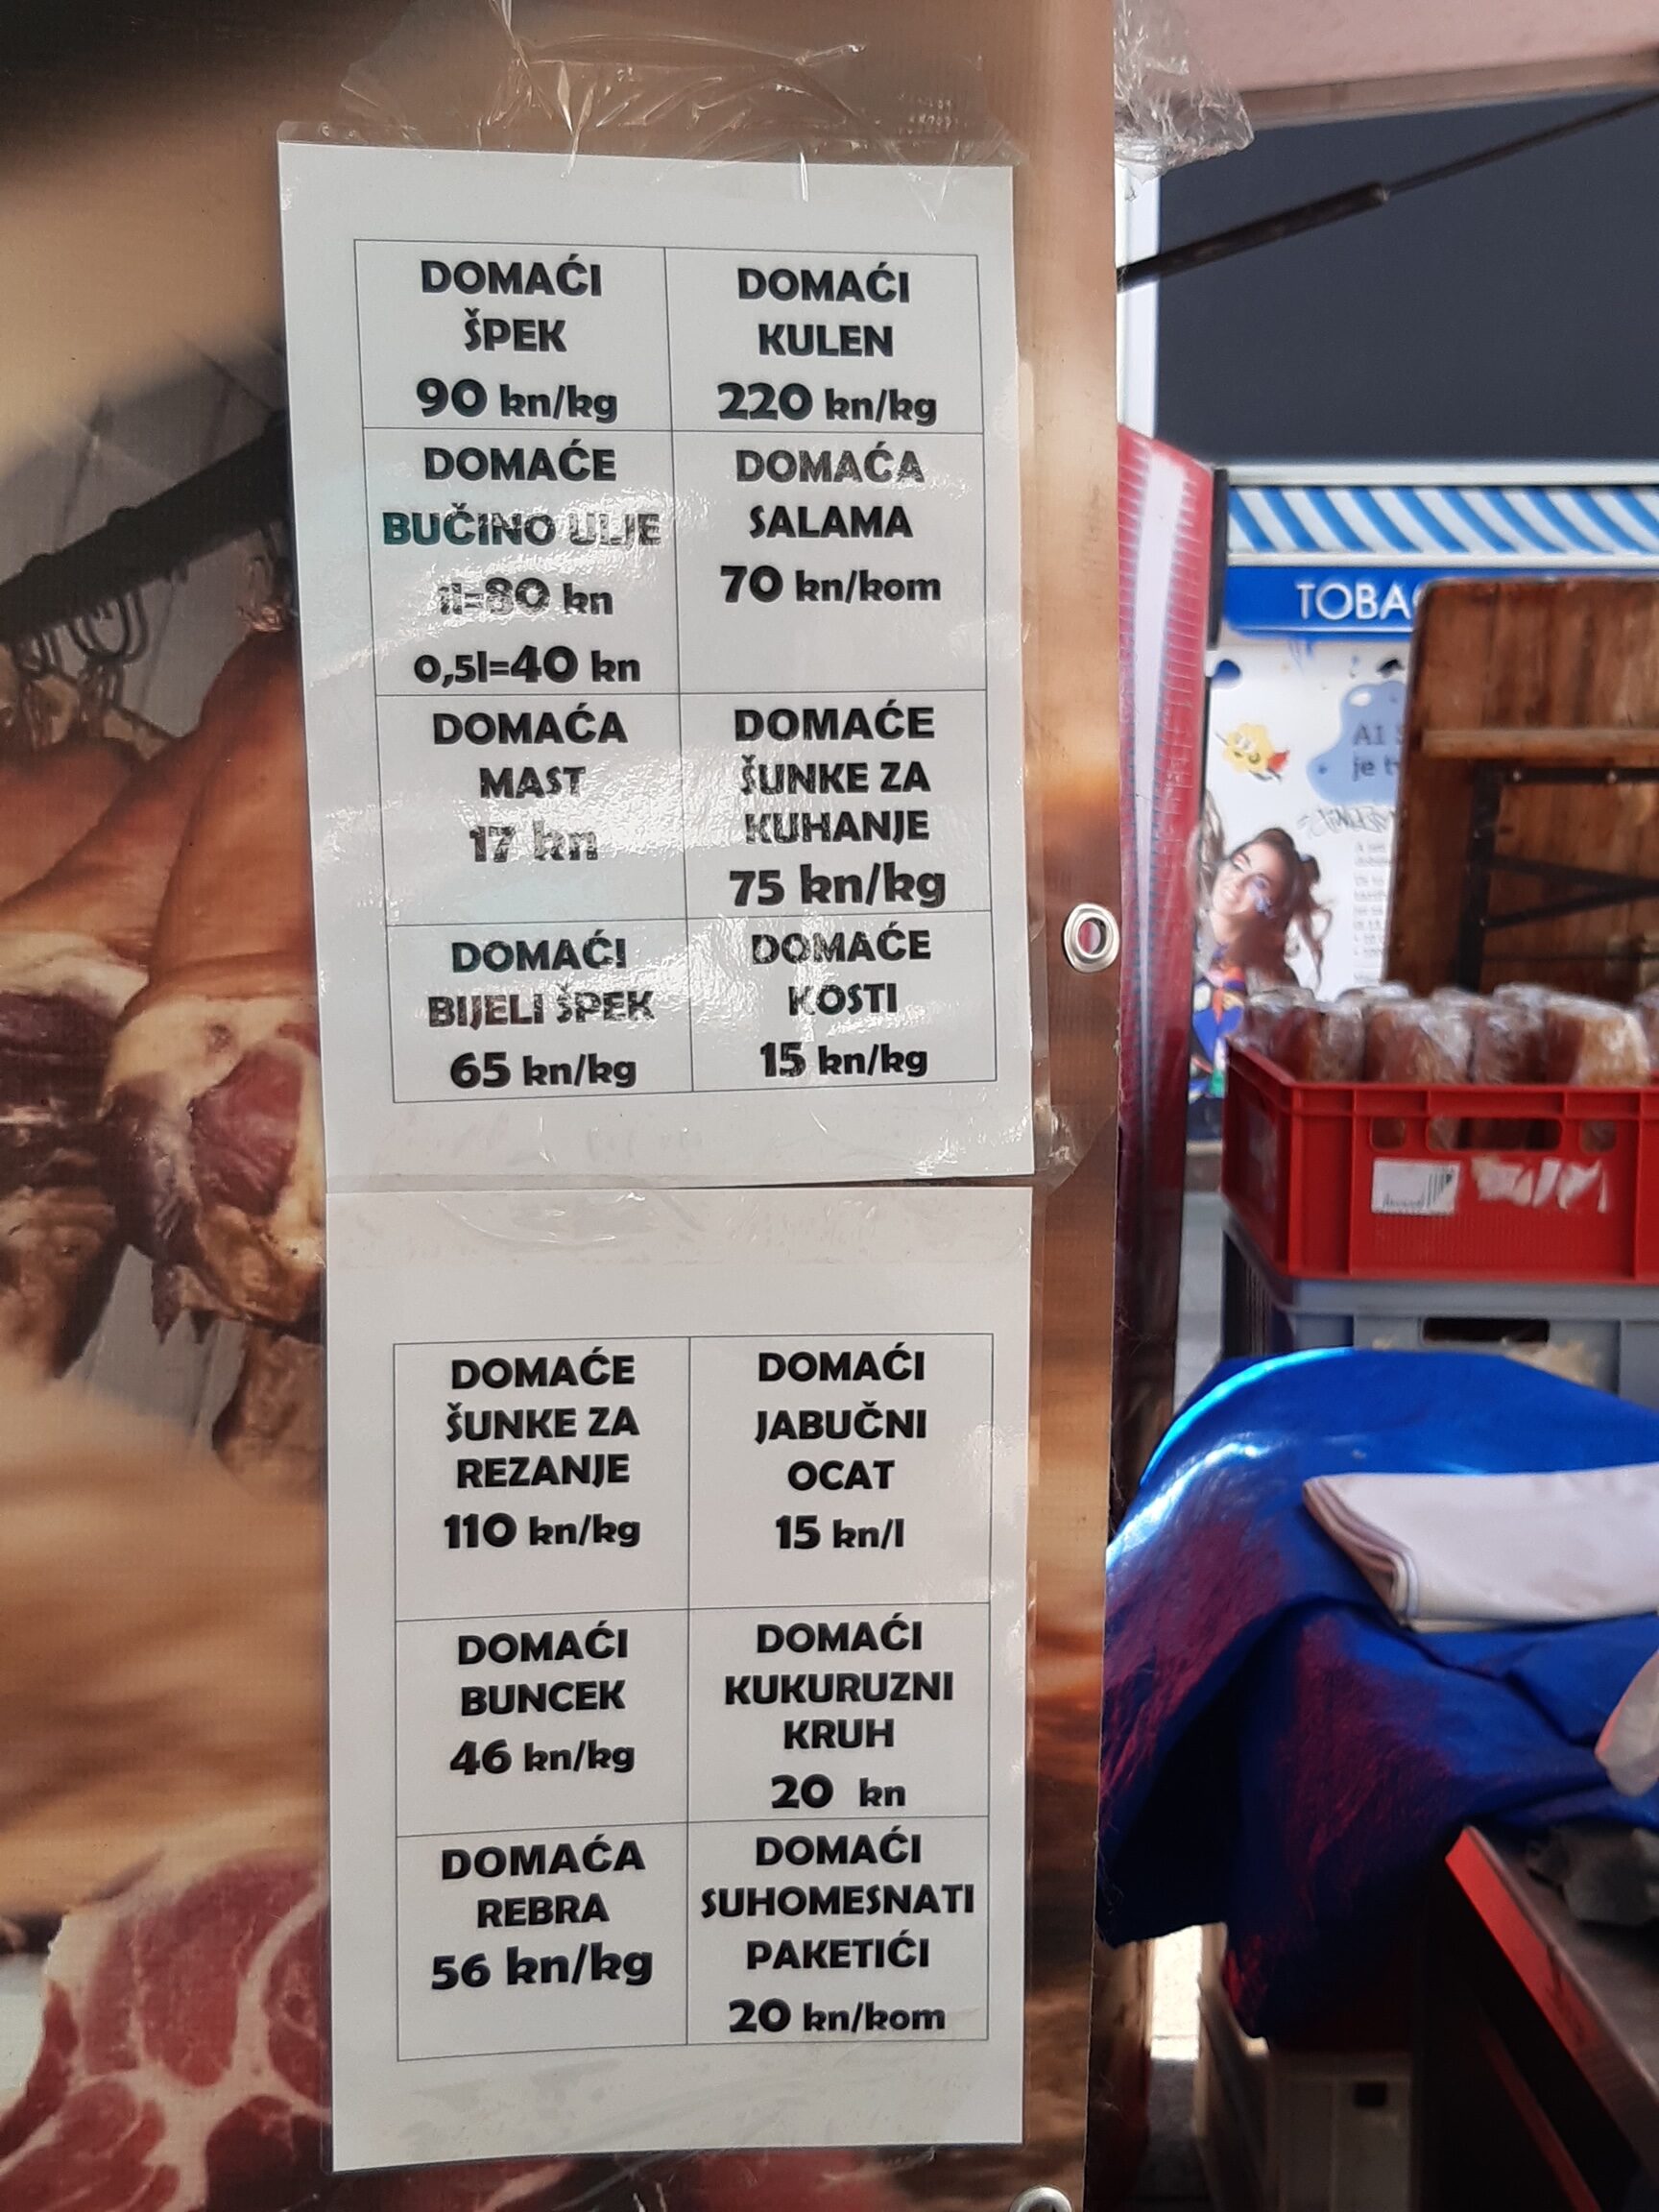 DOMAĆI
ŠPEK
90 kn/kg
DOMAĆI
KULEN
220 kn/kg
DOMAĆE
BUČINO ULJE
1l=80 kn
0,5l=40 kn
DOMAĆA
SALAMA
70 kn/kom
DOMAĆA
MAST
17 kn
DOMAĆE
ŠUNKE ZA
KUHANJE
75 kn/kg
DOMAĆI
BIJELI ŠPEK
65 kn/kg
DOMAĆE
KOSTI
15 kn/kg
DOMAĆE
ŠUNKE ZA
REZANJE
110 kn/kg
DOMAĆI
JABUČNI
OCAT
15 kn/l
DOMAĆI
BUNCEK
46 kn/kg
DOMAĆI
KUKURUZNI
KRUH
20 kn
DOMAĆA
REBRA
56 kn/kg
DOMAĆI
SUHOMESNATI
PAKETIĆI
20 kn/kom
TOBA
A1
je